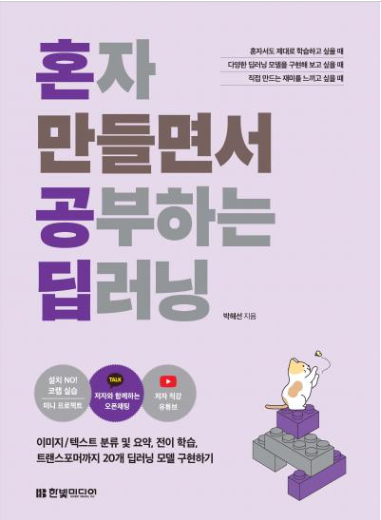 혼자서도 제대로 학습하고 싶을 때
다양한 딥러닝 모델을 구현해 보고 싶을 때
직접 만드는 재미를 느끼고 싶을 때
혼자
만들면서
공부하는
딥러닝
박해선 지음
설치 NO!
코랩 실습
미니 프로젝트
TALK
저자와 함께하는
오픈채팅
저자 직강
유튜브
이미지/텍스트 분류 및 요약, 전이 학습,
트랜스포머까지 20개 딥러닝 모델 구현하기
한빛미디어